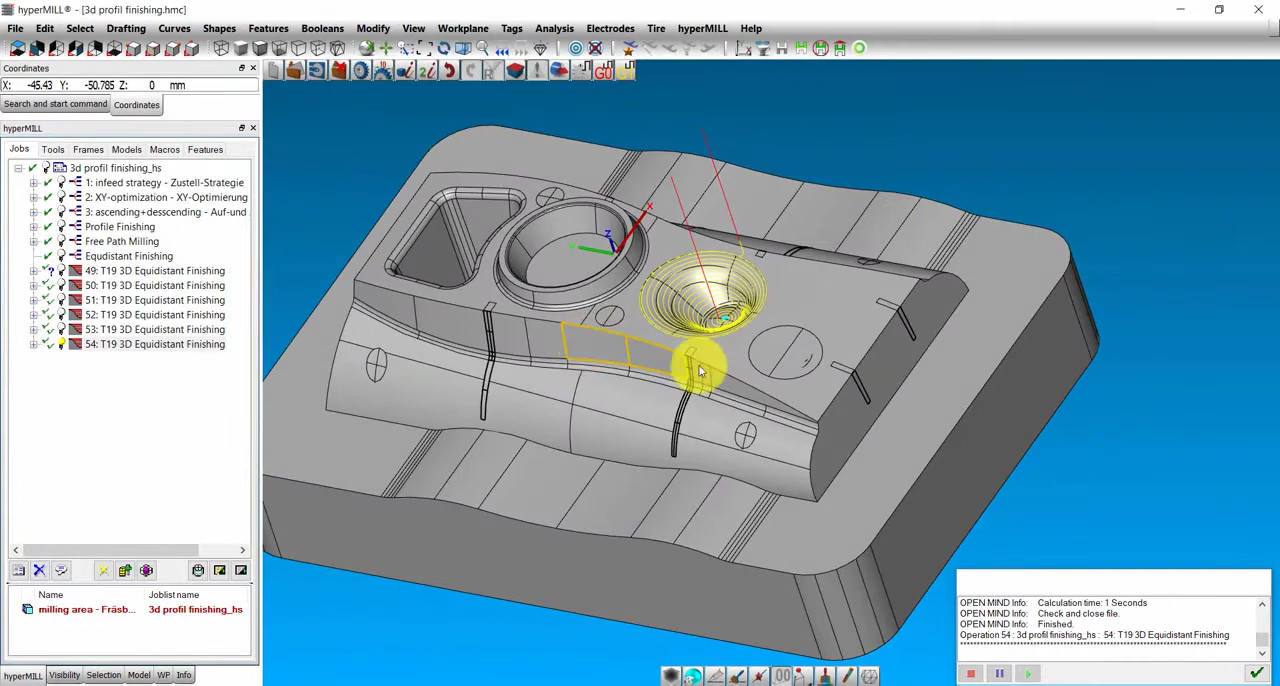 hyperMILL® - [3d profil finishing.hmc]
File Edit Select Drafting Curves Shapes Features Booleans Modify View Workplane Tags Analysis Electrodes Tire hyperMILL Help
Coordinates
X: -45.43 Y: -50.785 Z: 0 mm
Search and start command Coordinates
hyperMILL
Jobs Tools Frames Models Macros Features
3d profil finishing_hs
1: infeed strategy - Zustell-Strategie
2: XY-optimization - XY-Optimierung
3: ascending+desscending - Auf-und
Profile Finishing
Free Path Milling
Equdistant Finishing
49: T19 3D Equidistant Finishing
50: T19 3D Equidistant Finishing
51: T19 3D Equidistant Finishing
52: T19 3D Equidistant Finishing
53: T19 3D Equidistant Finishing
54: T19 3D Equidistant Finishing
Name Joblist name
milling area - Fräsb... 3d profil finishing_hs
hyperMILL Visibility Selection Model WP Info
G0
X
Z
OPEN MIND Info: Calculation time: 1 Seconds
OPEN MIND Info: Check and close file.
OPEN MIND Info: Finished.
Operation 54 : 3d profil finishing_hs : 54: T19 3D Equidistant Finishing